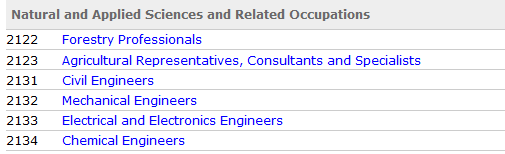 Natural and Applied Sciences and Related Occupations
2122 Forestry Professionals
2123 Agricultural Representatives, Consultants and Specialists
2131 Civil Engineers
2132 Mechanical Engineers
2133 Electrical and Electronics Engineers
2134 Chemical Engineers